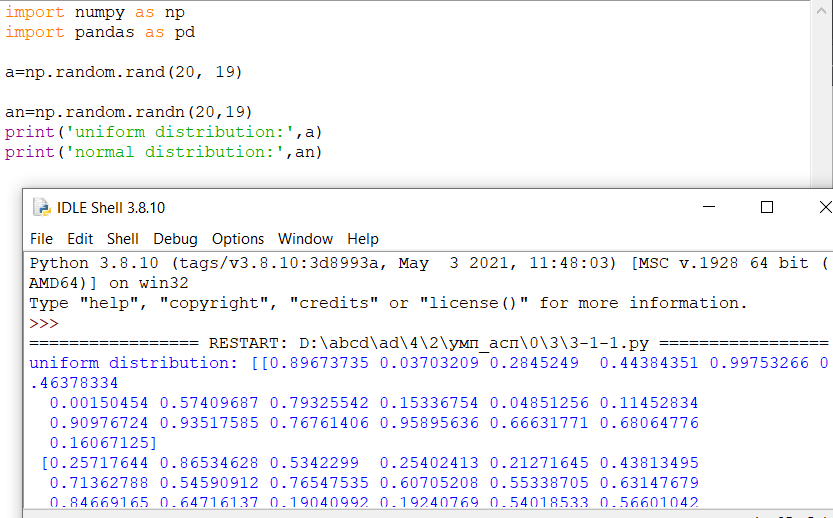 import numpy as np
import pandas as pd
a=np.random.rand(20, 19)
an=np.random.randn(20,19)
print('uniform distribution:',a)
print('normal distribution:',an)
IDLE Shell 3.8.10
File Edit Shell Debug Options Window Help
Python 3.8.10 (tags/v3.8.10:3d8993a, May  3 2021, 11:48:03) [MSC v.1928 64 bit (
AMD64)] on win32
Type "help", "copyright", "credits" or "license()" for more information.
>>>
================= RESTART: D:\abcd\ad\4\2\умп_асп\0\3\3-1-1.py =================
uniform distribution: [[0.89673735 0.03703209 0.2845249  0.44384351 0.99753266 0
.46378334
0.00150454 0.57409687 0.79325542 0.15336754 0.04851256 0.11452834
0.90976724 0.93517585 0.76761406 0.95895636 0.66631771 0.68064776
0.16067125]
[0.25717644 0.86534628 0.5342299  0.25402413 0.21271645 0.43813495
0.71362788 0.54590912 0.76547535 0.60705208 0.55338705 0.63147679
0.84669165 0.64716137 0.19040992 0.19240769 0.54018533 0.56601042